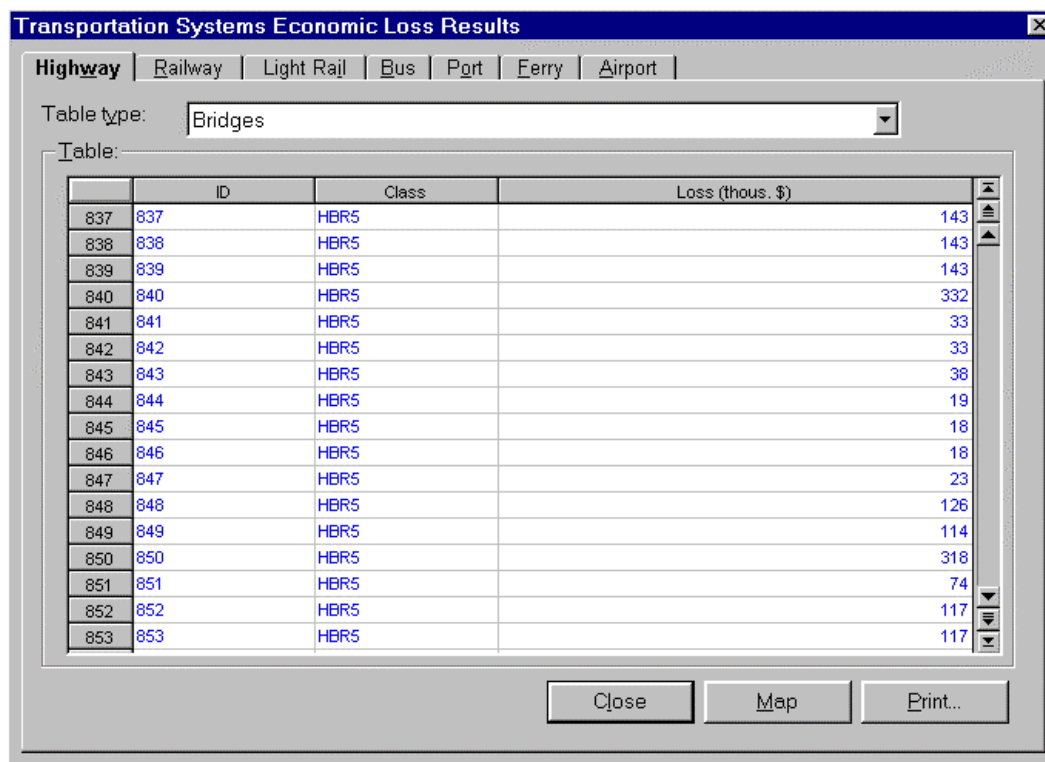 Transportation Systems Economic Loss Results
Highway Railway Light Rail Bus Port Ferry Airport
Table type: Bridges
Table:
ID Class Loss (thous. $)
837 837 HBR5 143
838 838 HBR5 143
839 839 HBR5 143
840 840 HBR5 332
841 841 HBR5 33
842 842 HBR5 33
843 843 HBR5 38
844 844 HBR5 19
845 845 HBR5 18
846 846 HBR5 18
847 847 HBR5 23
848 848 HBR5 126
849 849 HBR5 114
850 850 HBR5 318
851 851 HBR5 74
852 852 HBR5 117
853 853 HBR5 117
Close Map Print...